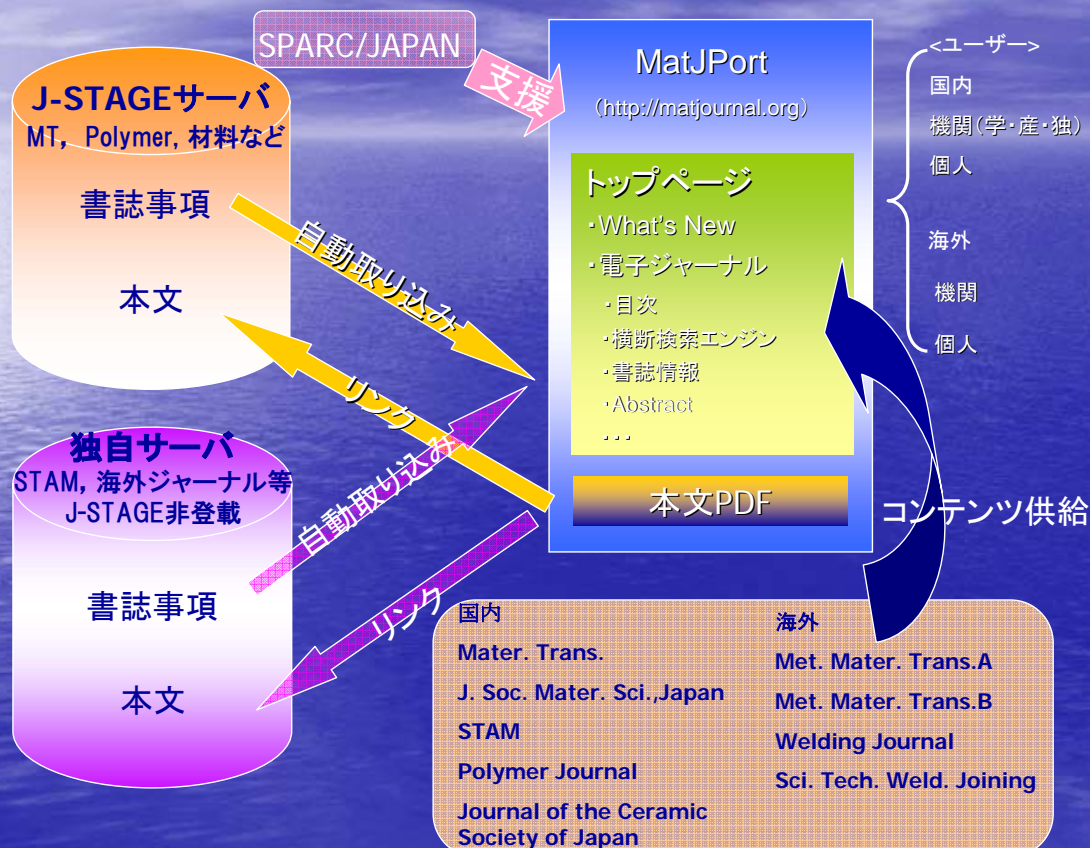 SPARC/JAPAN
支援
J-STAGEサーバ
MT, Polymer, 材料など
書誌事項
本文
自動取り込み
リンク
独自サーバ
STAM, 海外ジャーナル等
J-STAGE非登載
書誌事項
本文
自動取り込み
リンク
MatJPort
(http://matjournal.org)
トップページ
・What's New
・電子ジャーナル
・目次
・横断検索エンジン
・書誌情報
・Abstract
・・・
本文PDF
<ユーザー>
国内
機関(学・産・独)
個人
海外
機関
個人
コンテンツ供給
国内
Mater. Trans.
J. Soc. Mater. Sci.,Japan
STAM
Polymer Journal
Journal of the Ceramic
Society of Japan
海外
Met. Mater. Trans.A
Met. Mater. Trans.B
Welding Journal
Sci. Tech. Weld. Joining